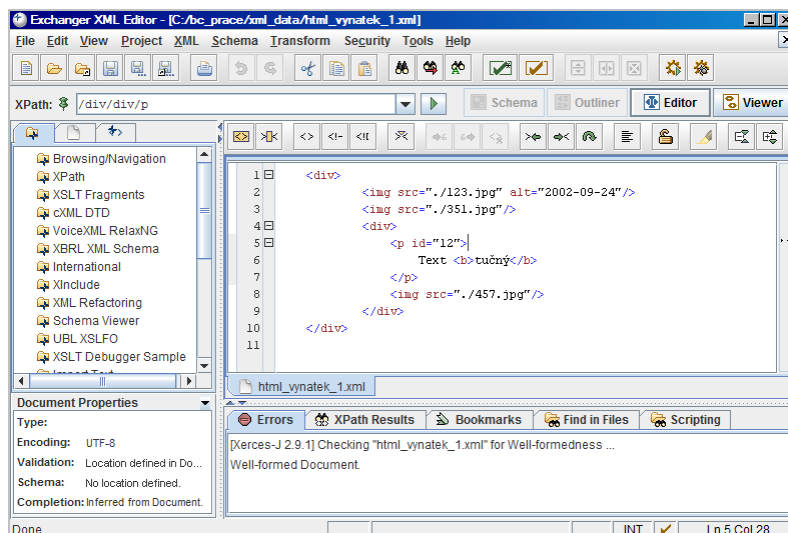 Exchanger XML Editor - [C:/bc_prace/xml_data/html_vynatek_1.xml]
File Edit View Project XML Schema Transform Security Tools Help
XPath: /div/div/p Schema Outliner Editor Viewer
Browsing/Navigation
XPath
XSLT Fragments
cXML DTD
VoiceXML RelaxNG
XBRL XML Schema
International
XInclude
XML Refactoring
Schema Viewer
UBL XSLFO
XSLT Debugger Sample
Import Text
1 <div>
2 <img src="./123.jpg" alt="2002-09-24"/>
3 <img src="./351.jpg"/>
4 <div>
5 <p id="12">
6 Text <b>tučný</b>
7 </p>
8 <img src="./457.jpg"/>
9 </div>
10 </div>
11
html_vynatek_1.xml
Document Properties
Type:
Encoding: UTF-8
Validation: Location defined in Do...
Schema: No location defined.
Completion: Inferred from Document.
Errors XPath Results Bookmarks Find in Files Scripting
[Xerces-J 2.9.1] Checking "html_vynatek_1.xml" for Well-formedness ...
Well-formed Document.
Done INT Ln 5 Col 28